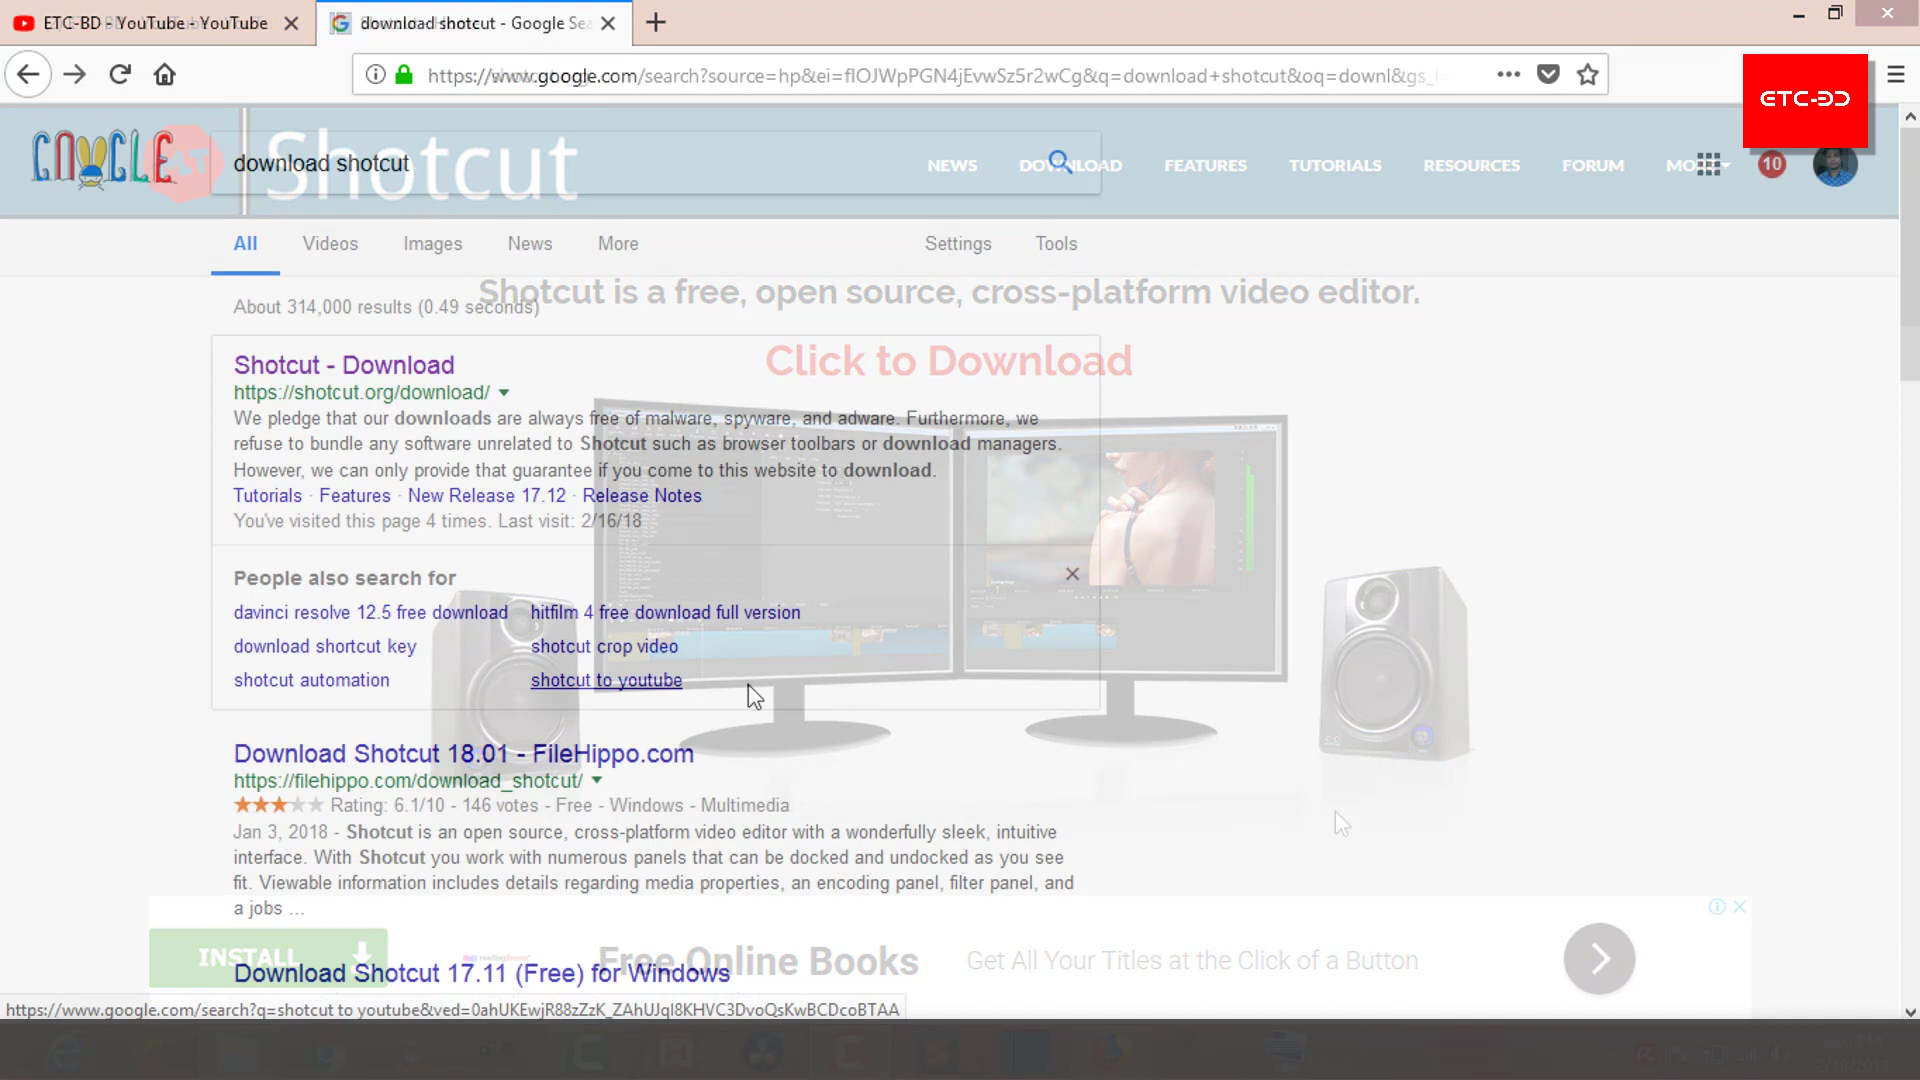 ETC-BD - YouTube - YouTube
download shotcut - Google Sea
https://www.google.com/search?source=hp&ei=flOJWpPGN4jEvwSz5r2wCg&q=download+shotcut&oq=downl&gs_l
ETC-BD
GOOGLE
Shotcut
download shotcut
NEWS DOWNLOAD FEATURES TUTORIALS RESOURCES FORUM
10
All Videos Images News More Settings Tools
Shotcut is a free, open source, cross-platform video editor.
About 314,000 results (0.49 seconds)
Click to Download
Shotcut - Download
https://shotcut.org/download/
We pledge that our downloads are always free of malware, spyware, and adware. Furthermore, we
refuse to bundle any software unrelated to Shotcut such as browser toolbars or download managers.
However, we can only provide that guarantee if you come to this website to download.
Tutorials · Features · New Release 17.12 · Release Notes
You've visited this page 4 times. Last visit: 2/16/18
People also search for
davinci resolve 12.5 free download hitfilm 4 free download full version
download shortcut key shotcut crop video
shotcut automation shotcut to youtube
Download Shotcut 18.01 - FileHippo.com
https://filehippo.com/download_shotcut/
Rating: 6.1/10 - 146 votes - Free - Windows - Multimedia
Jan 3, 2018 - Shotcut is an open source, cross-platform video editor with a wonderfully sleek, intuitive
interface. With Shotcut you work with numerous panels that can be docked and undocked as you see
fit. Viewable information includes details regarding media properties, an encoding panel, filter panel, and
a jobs ...
INSTALL
Free Online Books
Get All Your Titles at the Click of a Button
Download Shotcut 17.11 (Free) for Windows
https://www.google.com/search?q=shotcut to youtube&ved=0ahUKEwjR88zZzK_ZAhUJqI8KHVC3DvoQsKwBCDcoBTAA